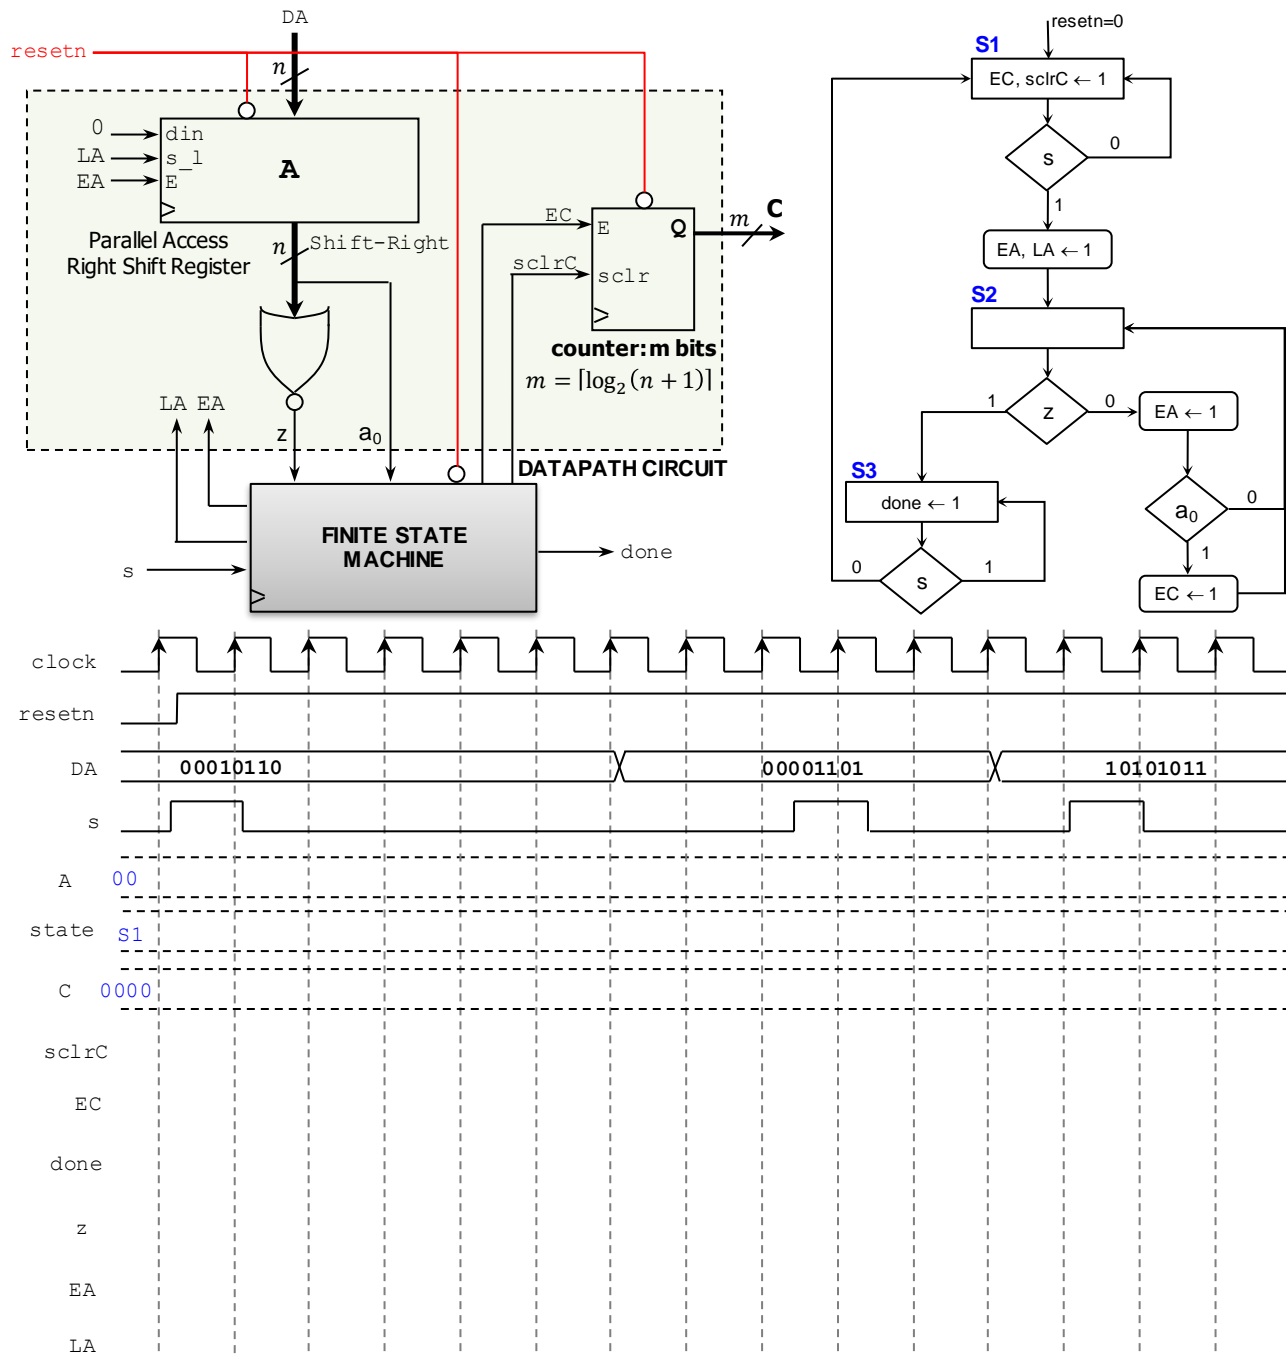 DA
resetn
n
0
din
LA
s_l
EA
E
A
Parallel Access
Right Shift Register
n
Shift-Right
EC
E
Q
m
C
sclrC
sclr
counter: m bits
m = ⌈log₂(n + 1)⌉
LA EA
z
a₀
DATAPATH CIRCUIT
FINITE STATE
MACHINE
s
done
resetn=0
S1
EC, sclrC ← 1
s
0
1
EA, LA ← 1
S2
z
1
0
EA ← 1
S3
done ← 1
a₀
0
1
s
0
1
EC ← 1
clock
resetn
DA 00010110 00001101 10101011
s
A 00
state S1
C 0000
sclrC
EC
done
z
EA
LA